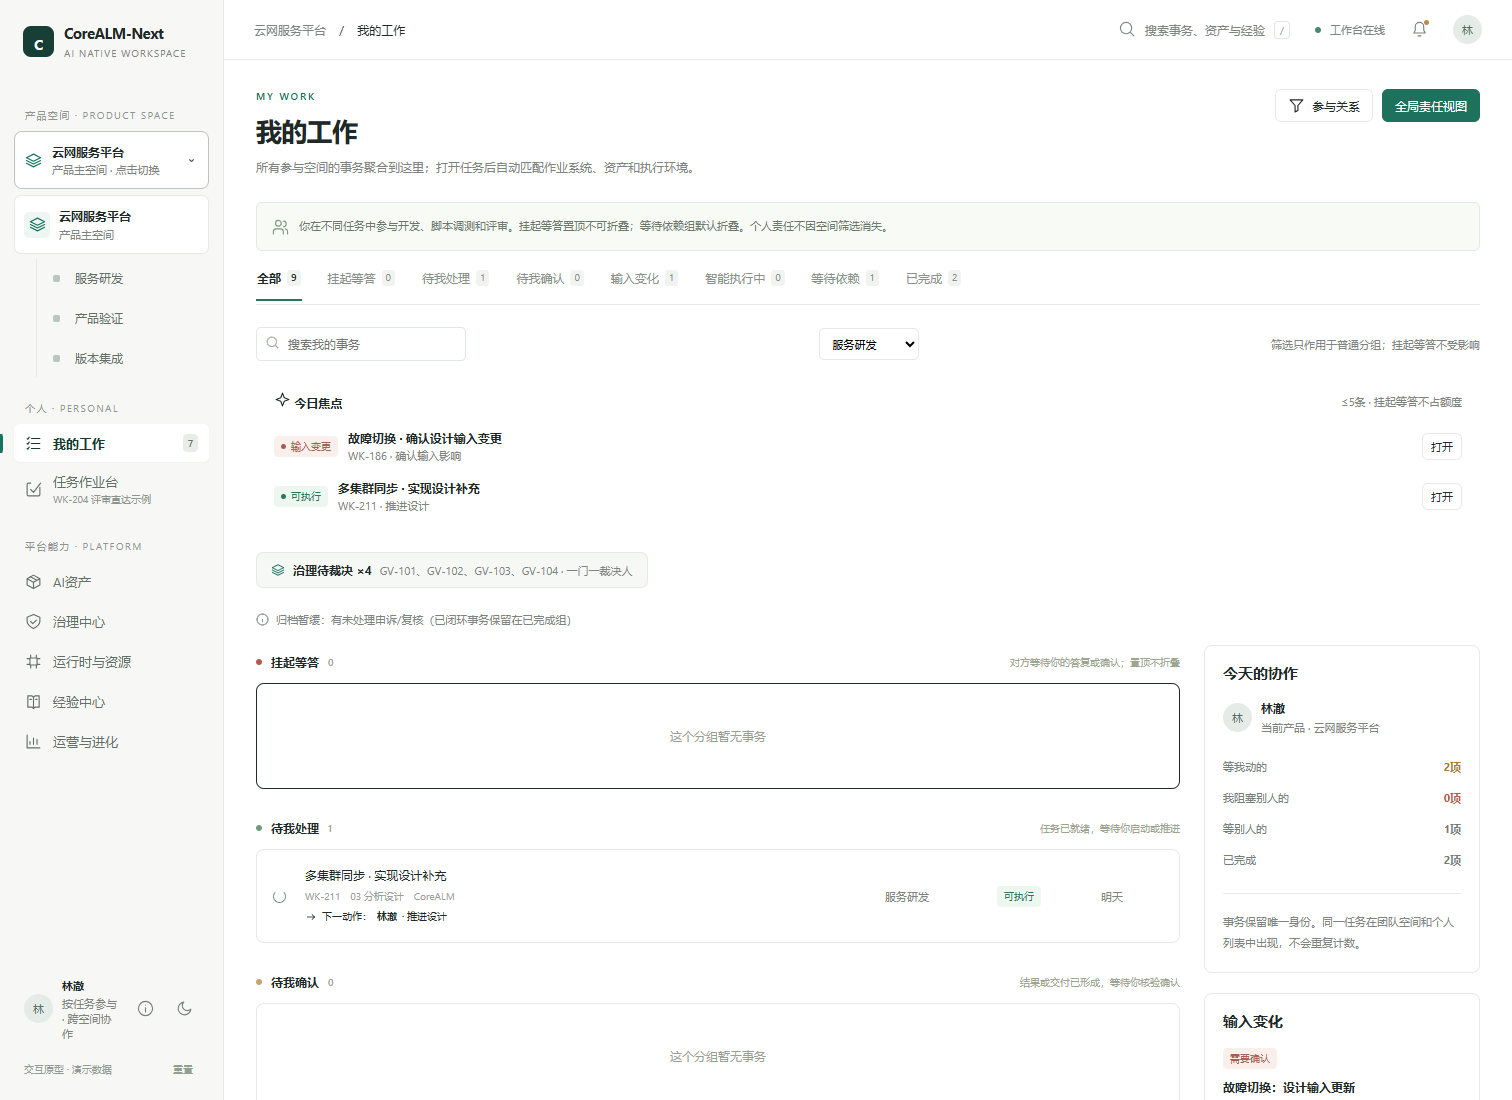 C
CoreALM-Next
AI NATIVE WORKSPACE
产品空间 · PRODUCT SPACE
云网服务平台
产品主空间 · 点击切换
云网服务平台
产品主空间
服务研发
产品验证
版本集成
个人 · PERSONAL
我的工作 7
任务作业台
WK-204 评审直达示例
平台能力 · PLATFORM
AI资产
治理中心
运行时与资源
经验中心
运营与进化
林
林澈
按任务参与
· 跨空间协
作
交互原型 · 演示数据 重置
云网服务平台 / 我的工作
搜索事务、资产与经验 /
工作台在线
林
MY WORK
我的工作
所有参与空间的事务聚合到这里；打开任务后自动匹配作业系统、资产和执行环境。
参与关系
全局责任视图
你在不同任务中参与开发、脚本调测和评审。挂起等答置顶不可折叠；等待依赖组默认折叠。个人责任不因空间筛选消失。
全部 9 挂起等答 0 待我处理 1 待我确认 0 输入变化 1 智能执行中 0 等待依赖 1 已完成 2
搜索我的事务
服务研发
筛选只作用于普通分组；挂起等答不受影响
今日焦点
≤5条 · 挂起等答不占额度
输入变更
故障切换 · 确认设计输入变更
WK-186 · 确认输入影响
打开
可执行
多集群同步 · 实现设计补充
WK-211 · 推进设计
打开
治理待裁决 ×4 GV-101、GV-102、GV-103、GV-104 · 一门一裁决人
归档暂缓：有未处理申诉/复核（已闭环事务保留在已完成组）
挂起等答 0
对方等待你的答复或确认；置顶不折叠
这个分组暂无事务
待我处理 1
任务已就绪，等待你启动或推进
多集群同步 · 实现设计补充
WK-211 03 分析设计 CoreALM
→ 下一动作： 林澈 · 推进设计
服务研发
可执行
明天
待我确认 0
结果或交付已形成，等待你核验确认
这个分组暂无事务
今天的协作
林
林澈
当前产品 · 云网服务平台
等我动的 2项
我阻塞别人的 0项
等别人的 1项
已完成 2项
事务保留唯一身份。同一任务在团队空间和个人
列表中出现，不会重复计数。
输入变化
需要确认
故障切换：设计输入更新